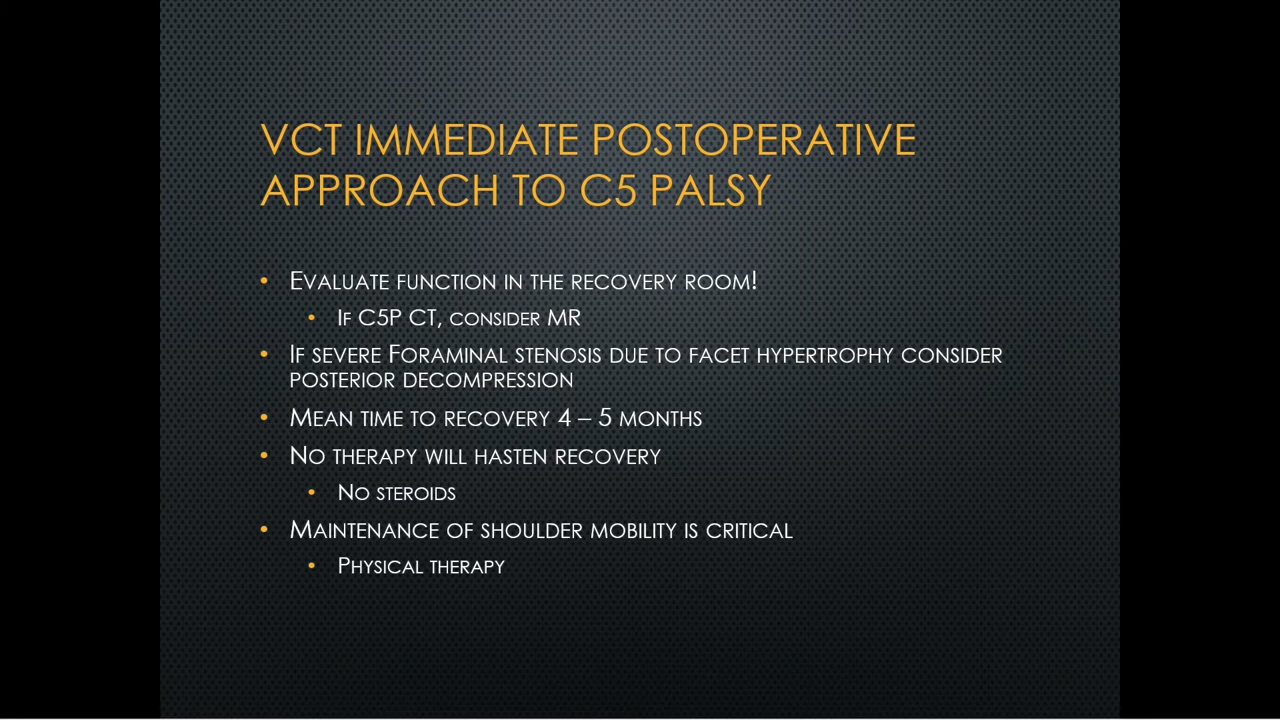 VCT IMMEDIATE POSTOPERATIVE
APPROACH TO C5 PALSY
• EVALUATE FUNCTION IN THE RECOVERY ROOM!
• IF C5P CT, CONSIDER MR
• IF SEVERE FORAMINAL STENOSIS DUE TO FACET HYPERTROPHY CONSIDER
POSTERIOR DECOMPRESSION
• MEAN TIME TO RECOVERY 4 – 5 MONTHS
• NO THERAPY WILL HASTEN RECOVERY
• NO STEROIDS
• MAINTENANCE OF SHOULDER MOBILITY IS CRITICAL
• PHYSICAL THERAPY